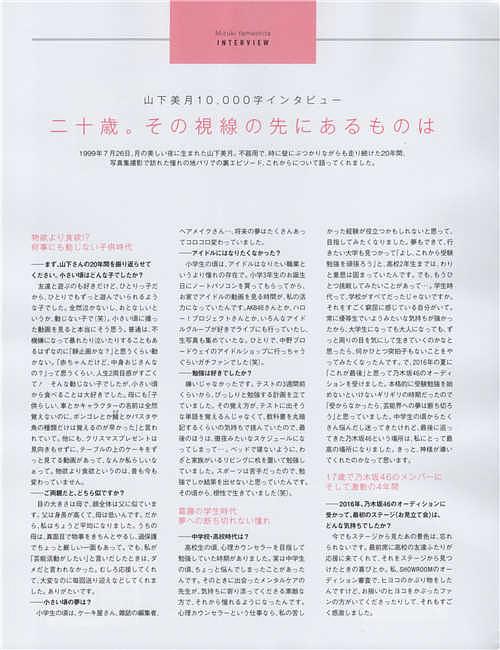 Mizuki Yamashita
INTERVIEW
山下美月10,000字インタビュー
二十歳。その視線の先にあるものは
1999年7月26日、月の美しい夜に生まれた山下美月。不器用で、時に壁にぶつかりながらも走り続けた20年間、
写真集撮影で訪れた憧れの地パリでの裏エピソード、これからについて語ってくれました。
物欲より食欲!?
何事にも動じない子供時代
――まず、山下さんの20年間を振り返らせて
ください。小さい頃はどんな子でしたか?
友達と遊ぶのも好きだけど、ひとりっ子だ
から、ひとりでもずっと遊んでいられるよう
な子でした。全然泣かないし、おとなしいと
いうか、動じない子で(笑)。小さい頃に撮っ
た動画を見ると本当にそう思う。普通は、不
機嫌になって暴れたり泣いたりすることもあ
るはずなのに「静止画かな?」と思うくらい動
かない。「赤ちゃんだけど、中身おじさんな
の?」って思うくらい、人生2周目感がすごく
て! そんな動じない子でしたが、小さい頃
から食べることは大好きでした。母にも「子
供らしい、車とかキャラクターの名前は全然
覚えないのに、ボンゴレとか鯛とかパスタや
魚の種類だけは覚えるのが早かった」と言わ
れていて。他にも、クリスマスプレゼントは
見向きもせずに、テーブルの上のケーキをず
っと見てる動画があって、なんか私らしいな
ぁって。物欲より食欲というのは、昔も今も
変わっていません。
――ご両親だと、どちら似ですか?
目の大きさは母で、顔全体は父に似ていま
す。父は身長が高くて、母は低いんです。だか
ら、私はちょうど平均になりました。うちの
母は、真面目で物事をきちんとやるし、過保護
でちょっと厳しい一面もあって。でも、私が
「芸能活動がしたい」と言いだしたときは、ダ
メだと言われなかった。むしろ応援してくれ
て、大変なのに毎回送り迎えなどしてくれま
した。ありがたいです。
――小さい頃の夢は?
小学生の頃は、ケーキ屋さん、雑誌の編集者、
ヘアメイクさん…、将来の夢はたくさんあっ
てコロコロ変わっていました。
――アイドルにはなりたくなかった?
小学生の頃は、アイドルはなりたい職業と
いうより憧れの存在で。小学3年生のお誕生
日にノートパソコンを買ってもらってから、
お家でアイドルの動画を見る時間が、私の活
力になっていたんです。AKB48さんとか、ハロ
ー!プロジェクトさんとか、いろんなアイド
ルグループが好きでライブにも行っていたし、
生写真も集めていたな。ひとりで、中野ブロ
ードウェイのアイドルショップに行っちゃう
ぐらいガチファンでした(笑)。
――勉強は好きでしたか?
嫌いじゃなかったです。テストの3週間前
くらいから、びっしりと勉強する計画を立て
ていました。その覚え方が、テストに出そう
な単語を覚えるんじゃなくて、教科書を丸暗
記するくらいの気持ちで挑んでいたので、最
後のほうは、徹夜みたいなスケジュールにな
ってしまって…。ベッドで寝ないように、わ
ざと家族がいるリビングに机を置いて勉強し
ていました。スポーツは苦手だったので、勉
強でしか結果を出せないと思っていたんです。
その頃から、根性で生きていました(笑)。
葛藤の学生時代
夢への断ち切れない憧れ
――中学校・高校時代は?
高校生の頃、心理カウンセラーを目指して
勉強していた時期がありました。実は中学生
の頃、ちょっと悩んでしまったことがあった
んです。そのときに出会ったメンタルケアの
先生が、気持ちに寄り添ってくださる素敵な
方で、それから憧れるようになったんです。
心理カウンセラーという仕事なら、私の苦し
かった経験が役立つかもしれないと思って、
目指してみたくなりました。夢もできて、行
きたい大学も見つかって「よし、これから受験
勉強を頑張ろう」と、高校2年生までは、わり
と意思は固まっていたんです。でも、もうひ
とつ挑戦してみたいことがあって…。学生時
代って、学校がすべてだったじゃないですか。
それをすごく窮屈に感じている自分がいて。
常に優等生でいようみたいな気持ちが強かっ
たから、大学生になっても大人になっても、ず
っと周りの目を気にして生きていくのかなと
思ったら、何かひとつ突拍子もないことをや
ってみたくなったんです。で、2016年の夏に
「これが最後」と思って乃木坂46のオーディ
ションを受けました。本格的に受験勉強を始
めないといけないギリギリの時期だったので
「受からなかったら、芸能界への夢は断ち切ろ
う」と思っていました。中学生の頃からたく
さん悩んだし迷ってきたけれど、最後に巡っ
てきた乃木坂46という場所は、私にとって最
高の場所になりました。きっと、神様が導い
てくれたのかなって思います。
17歳で乃木坂46のメンバーに
そして激動の4年間
――2016年、乃木坂46のオーディションに
受かって、最初のステージ(お見立て会)は、
どんな気持ちでしたか?
今でもステージから見たあの景色は、忘れ
られないです。最前席に高校の友達ふたりが
応援に来てくれて、それをステージから見つ
けたときの喜びとか。私、SHOWROOMのオー
ディション審査で、ヒヨコのかぶり物をした
んですけど、お揃いのヒヨコをかぶったファ
ンの方がいてくださったりして、それもすご
く感激しました。